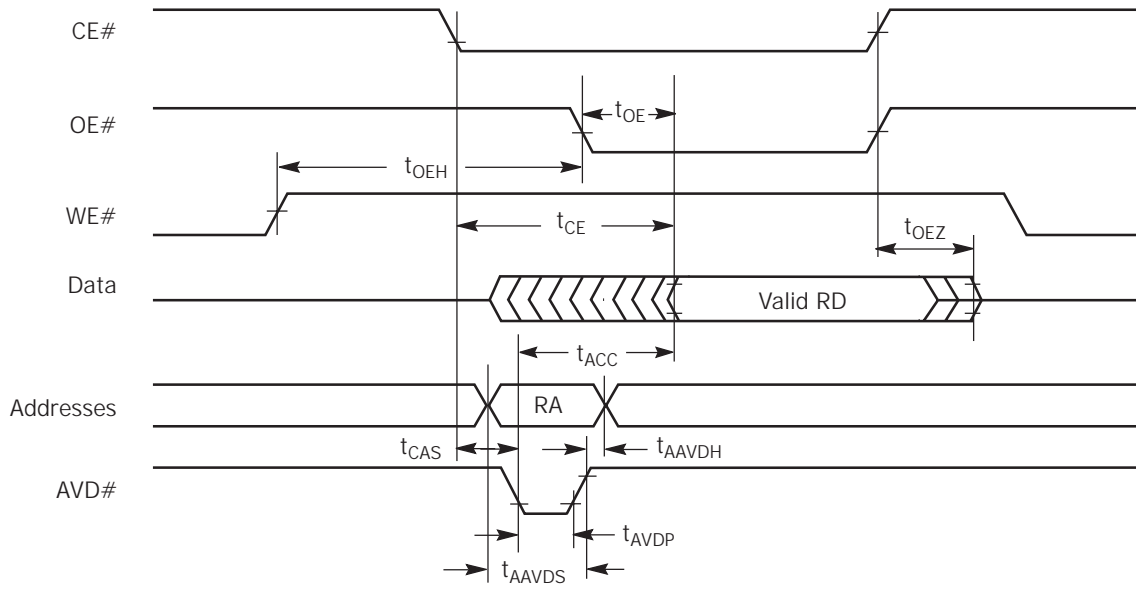 CE#
OE#
tOE
tOEH
WE#
tCE
tOEZ
Data
Valid RD
tACC
Addresses
RA
tCAS
tAAVDH
AVD#
tAVDP
tAAVDS